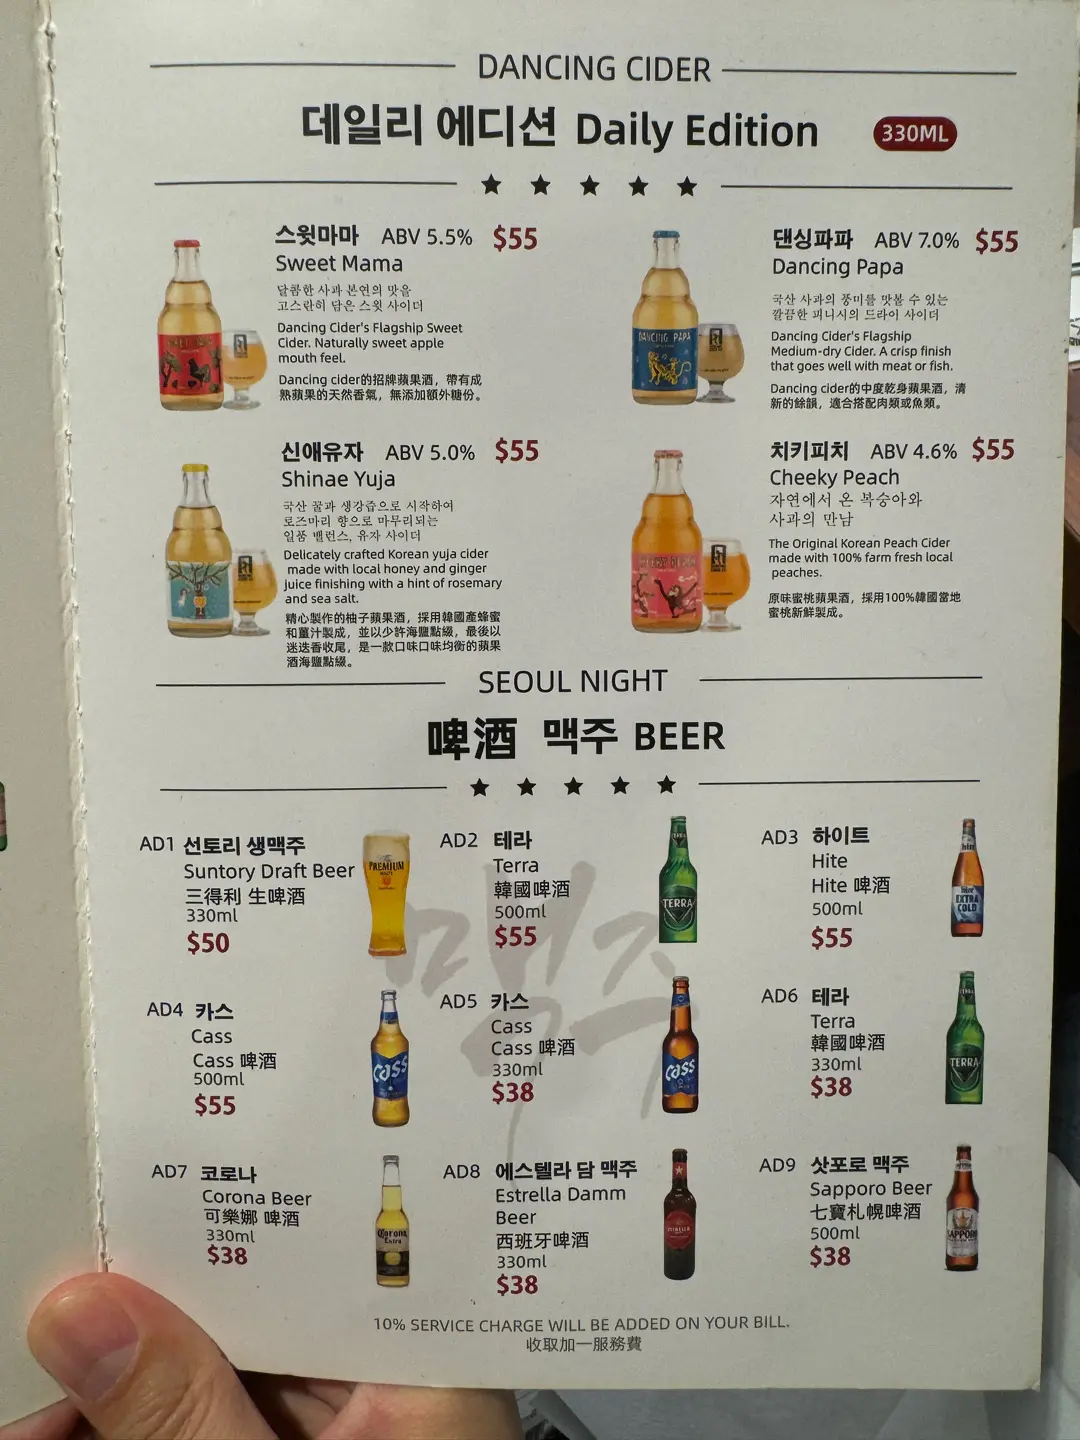 DANCING CIDER
데일리 에디션 Daily Edition 330ML
스윗마마 ABV 5.5% $55
Sweet Mama
달콤한 사과 본연의 맛을
고스란히 담은 스윗 사이더
Dancing Cider's Flagship Sweet
Cider. Naturally sweet apple
mouth feel.
Dancing cider的招牌蘋果酒，帶有成
熟蘋果的天然香氣，無添加額外糖份。
댄싱파파 ABV 7.0% $55
Dancing Papa
국산 사과의 풍미를 맛볼 수 있는
깔끔한 피니시의 드라이 사이더
Dancing Cider's Flagship
Medium-dry Cider. A crisp finish
that goes well with meat or fish.
Dancing cider的中度乾身蘋果酒，清
新的餘韻，適合搭配肉類或魚類。
DANCING PAPA
신애유자 ABV 5.0% $55
Shinae Yuja
국산 꿀과 생강즙으로 시작하여
로즈마리 향으로 마무리되는
일품 밸런스, 유자 사이더
Delicately crafted Korean yuja cider
made with local honey and ginger
juice finishing with a hint of rosemary
and sea salt.
精心製作的柚子蘋果酒，採用韓國產蜂蜜
和薑汁製成，並以少許海鹽點綴，最後以
迷迭香收尾，是一款口味口味均衡的蘋果
酒海鹽點綴。
치키피치 ABV 4.6% $55
Cheeky Peach
자연에서 온 복숭아와
사과의 만남
The Original Korean Peach Cider
made with 100% farm fresh local
peaches.
原味蜜桃蘋果酒，採用100%韓國當地
蜜桃新鮮製成。
SEOUL NIGHT
啤酒 맥주 BEER
맥주
AD1 선토리 생맥주
Suntory Draft Beer
三得利 生啤酒
330ml
$50
PREMIUM
AD2 테라
Terra
韓國啤酒
500ml
$55
TERRA
AD3 하이트
Hite
Hite 啤酒
500ml
$55
hite
EXTRA
COLD
AD4 카스
Cass
Cass 啤酒
500ml
$55
Cass
AD5 카스
Cass
Cass 啤酒
330ml
$38
Cass
AD6 테라
Terra
韓國啤酒
330ml
$38
TERRA
AD7 코로나
Corona Beer
可樂娜 啤酒
330ml
$38
Corona
Extra
AD8 에스텔라 담 맥주
Estrella Damm
Beer
西班牙啤酒
330ml
$38
ESTRELLA
AD9 삿포로 맥주
Sapporo Beer
七寶札幌啤酒
500ml
$38
SAPPORO
10% SERVICE CHARGE WILL BE ADDED ON YOUR BILL.
收取加一服務費